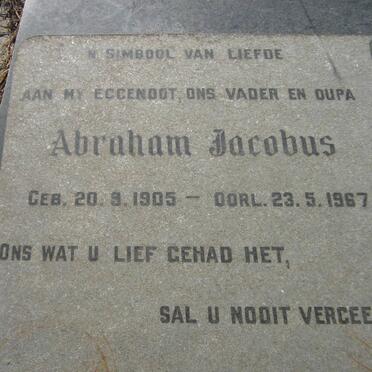 'N SIMBOOL VAN LIEFDE
AAN MY EGGENOOT, ONS VADER EN OUPA
Abraham Jacobus
GEB. 20. 9. 1905 — OORL. 23. 5. 1967
ONS WAT U LIEF GEHAD HET,
SAL U NOOIT VERGEE